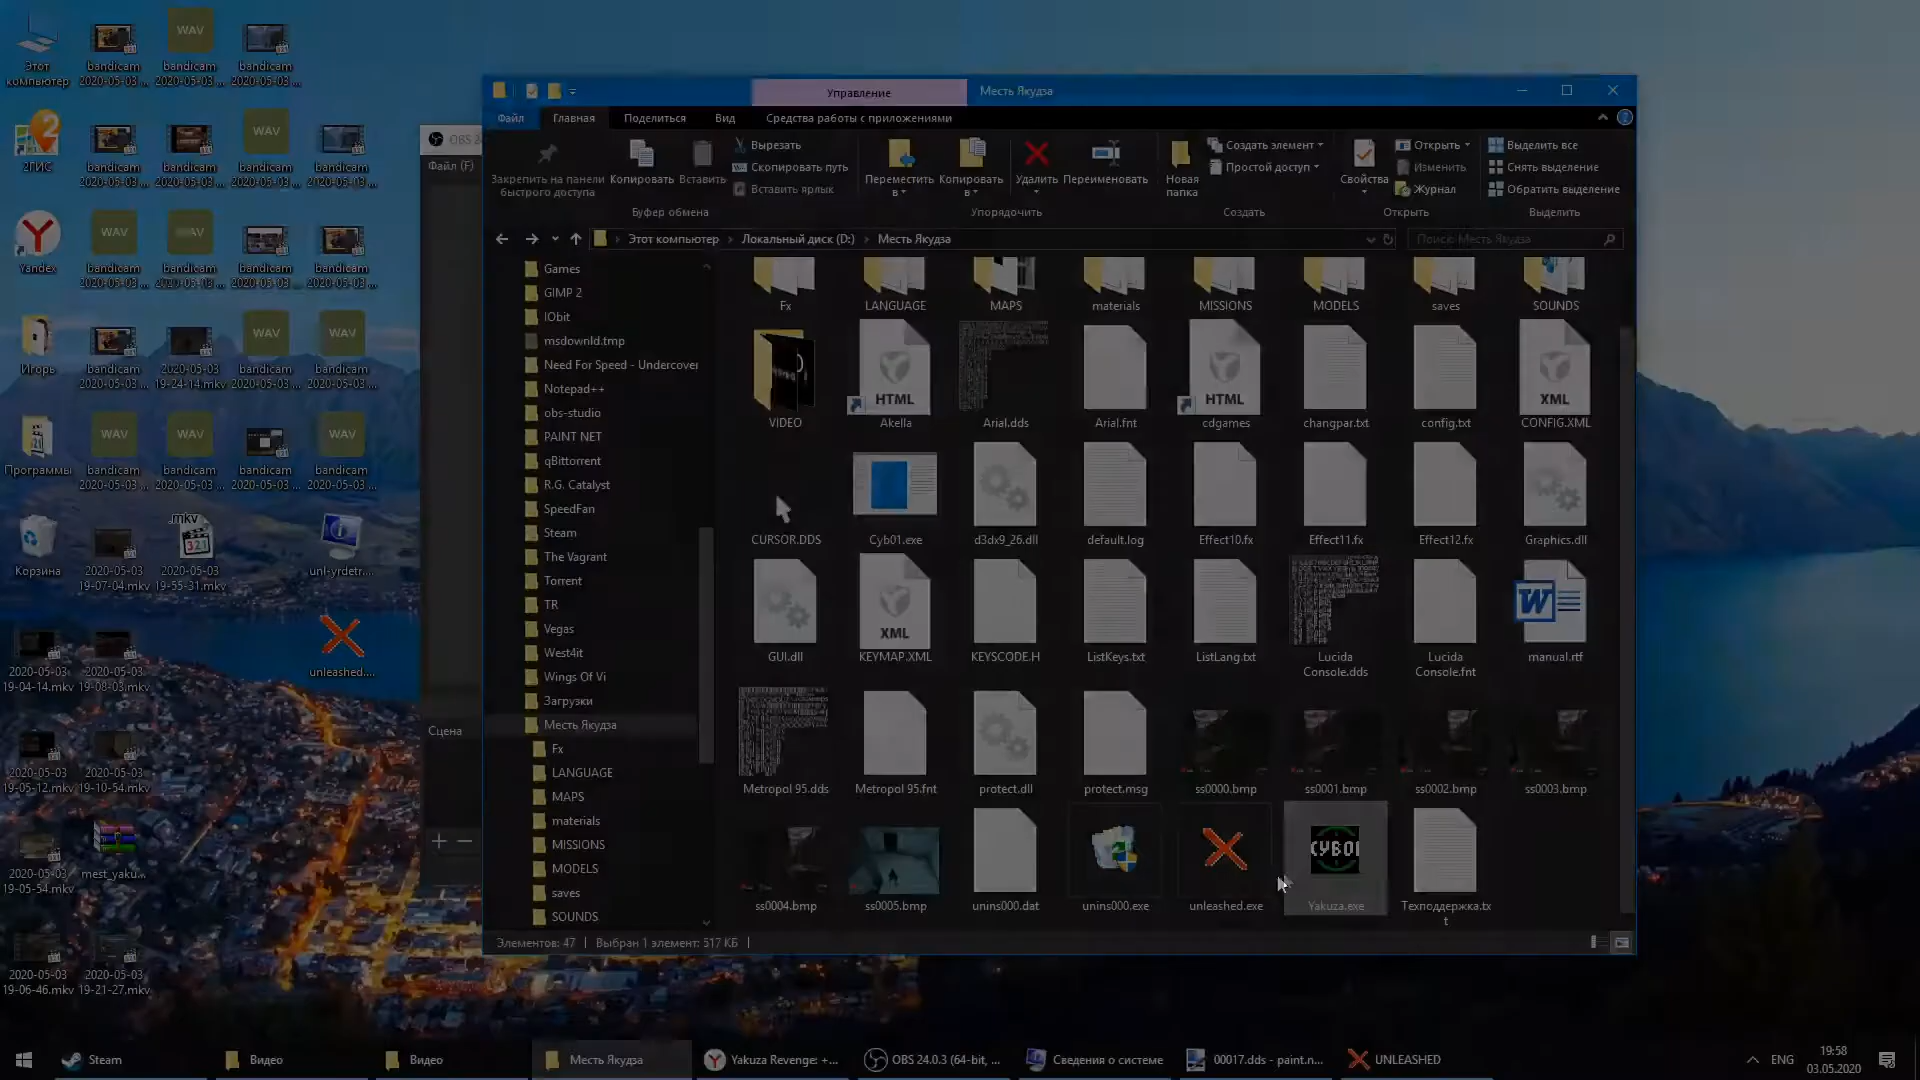 Этот
компьютер
bandicam
2020-05-03 ...
WAV
bandicam
2020-05-03 ...
bandicam
2020-05-03 ...
2ГИС
bandicam
2020-05-03 ...
bandicam
2020-05-03 ...
WAV
bandicam
2020-05-03 ...
bandicam
2020-05-03 ...
Yandex
WAV
bandicam
2020-05-03 ...
WAV
bandicam
2020-05-03 ...
bandicam
2020-05-03 ...
bandicam
2020-05-03 ...
Игорь
bandicam
2020-05-03 ...
2020-05-03
19-24-14.mkv
WAV
bandicam
2020-05-03 ...
WAV
bandicam
2020-05-03 ...
Программы
WAV
bandicam
2020-05-03 ...
WAV
bandicam
2020-05-03 ...
bandicam
2020-05-03 ...
WAV
bandicam
2020-05-03 ...
Корзина
2020-05-03
19-07-04.mkv
.mkv
321
2020-05-03
19-55-31.mkv
unl-yrdetr....
2020-05-03
19-04-14.mkv
2020-05-03
19-08-03.mkv
unleashed....
2020-05-03
19-05-12.mkv
2020-05-03
19-10-54.mkv
2020-05-03
19-05-54.mkv
mest_yaku...
2020-05-03
19-06-46.mkv
2020-05-03
19-21-27.mkv
OBS 24
Файл (F)
Сцена
Управление
Месть Якудза
Файл
Главная
Поделиться
Вид
Средства работы с приложениями
Закрепить на панели
быстрого доступа
Копировать
Вставить
Вырезать
Скопировать путь
Вставить ярлык
Буфер обмена
Переместить
в
Копировать
в
Удалить
Переименовать
Упорядочить
Новая
папка
Создать элемент
Простой доступ
Создать
Свойства
Открыть
Изменить
Журнал
Открыть
Выделить все
Снять выделение
Обратить выделение
Выделить
Этот компьютер
Локальный диск (D:)
Месть Якудза
Поиск: Месть Якудза
Games
GIMP 2
IObit
msdownld.tmp
Need For Speed - Undercover
Notepad++
obs-studio
PAINT NET
qBittorrent
R.G. Catalyst
SpeedFan
Steam
The Vagrant
Torrent
TR
Vegas
West4it
Wings Of Vi
Загрузки
Месть Якудза
Fx
LANGUAGE
MAPS
materials
MISSIONS
MODELS
saves
SOUNDS
Fx
LANGUAGE
MAPS
materials
MISSIONS
MODELS
saves
SOUNDS
HTML
HTML
XML
VIDEO
Akella
Arial.dds
Arial.fnt
cdgames
changpar.txt
config.txt
CONFIG.XML
CURSOR.DDS
Cyb01.exe
d3dx9_26.dll
default.log
Effect10.fx
Effect11.fx
Effect12.fx
Graphics.dll
XML
GUI.dll
KEYMAP.XML
KEYSCODE.H
ListKeys.txt
ListLang.txt
Lucida
Console.dds
Lucida
Console.fnt
manual.rtf
Metropol 95.dds
Metropol 95.fnt
protect.dll
protect.msg
ss0000.bmp
ss0001.bmp
ss0002.bmp
ss0003.bmp
CYB01
ss0004.bmp
ss0005.bmp
unins000.dat
unins000.exe
unleashed.exe
Yakuza.exe
Техподдержка.tx
t
Элементов: 47
Выбран 1 элемент: 517 КБ
Steam
Видео
Видео
Месть Якудза
Yakuza Revenge: +...
OBS 24.0.3 (64-bit, ...
Сведения о системе
00017.dds - paint.n...
UNLEASHED
ENG
19:58
03.05.2020